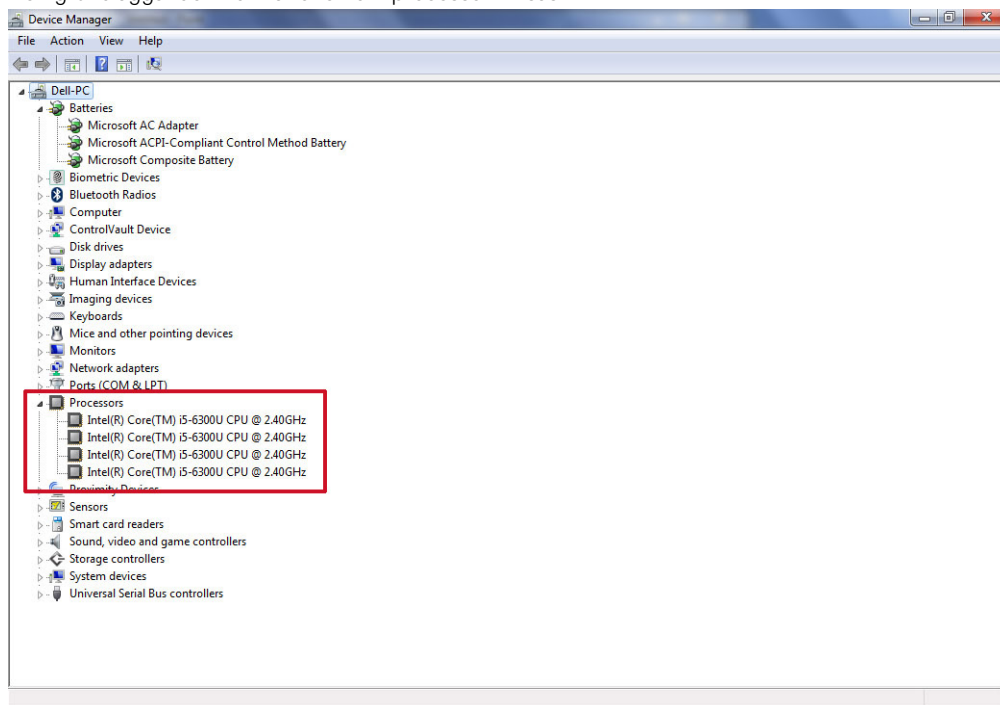 Device Manager
File Action View Help
Dell-PC
Batteries
Microsoft AC Adapter
Microsoft ACPI-Compliant Control Method Battery
Microsoft Composite Battery
Biometric Devices
Bluetooth Radios
Computer
ControlVault Device
Disk drives
Display adapters
Human Interface Devices
Imaging devices
Keyboards
Mice and other pointing devices
Monitors
Network adapters
Ports (COM & LPT)
Processors
Intel(R) Core(TM) i5-6300U CPU @ 2.40GHz
Intel(R) Core(TM) i5-6300U CPU @ 2.40GHz
Intel(R) Core(TM) i5-6300U CPU @ 2.40GHz
Intel(R) Core(TM) i5-6300U CPU @ 2.40GHz
Proximity Devices
Sensors
Smart card readers
Sound, video and game controllers
Storage controllers
System devices
Universal Serial Bus controllers